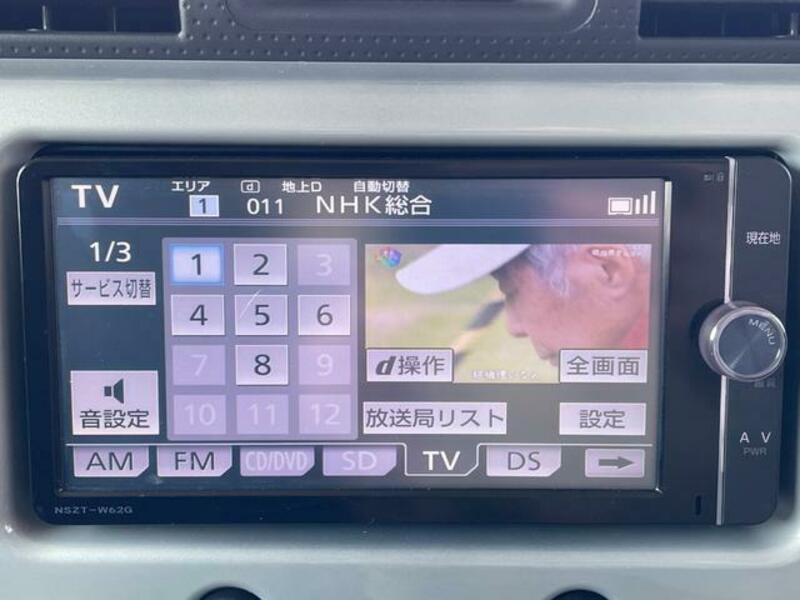 TV
エリア 1
d 地上D 自動切替
011 NHK総合
1/3
サービス切替
音設定
1 2 3
4 5 6
7 8 9
10 11 12
d操作 全画面
放送局リスト 設定
AM FM CD/DVD SD TV DS
現在地
MENU
AV
PWR
NSZT-W62G